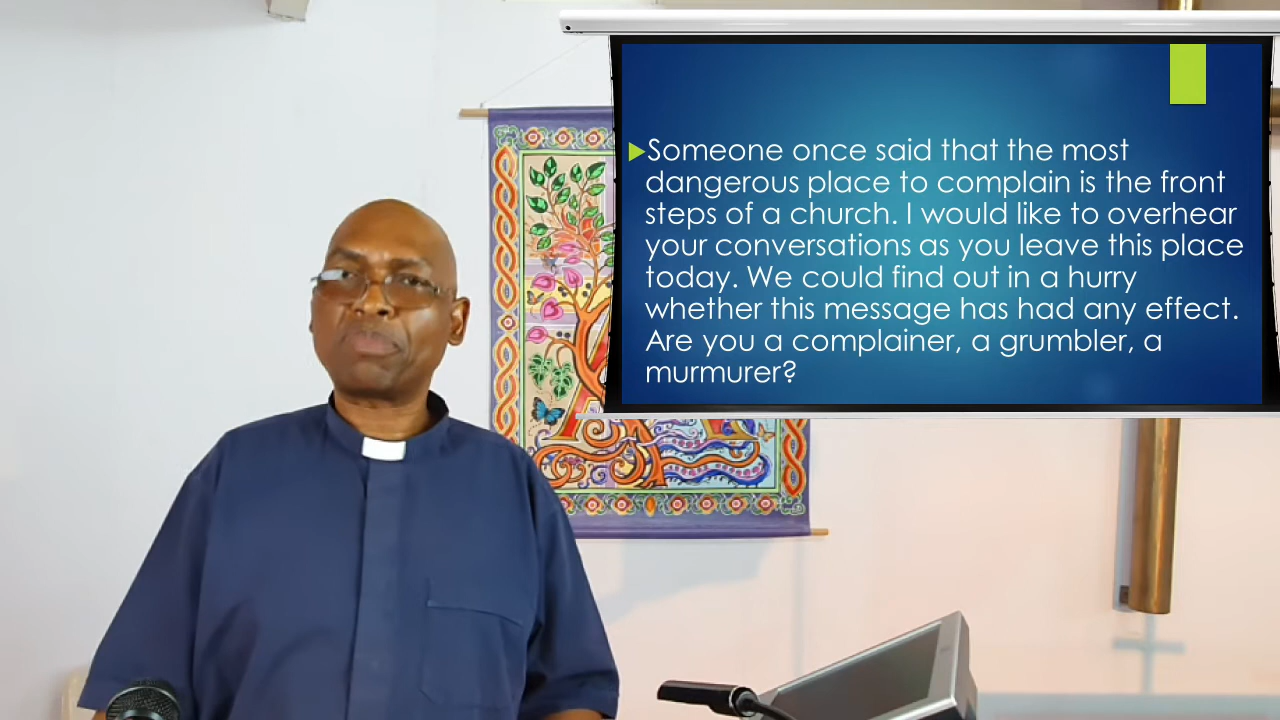 Someone once said that the most
dangerous place to complain is the front
steps of a church. I would like to overhear
your conversations as you leave this place
today. We could find out in a hurry
whether this message has had any effect.
Are you a complainer, a grumbler, a
murmurer?